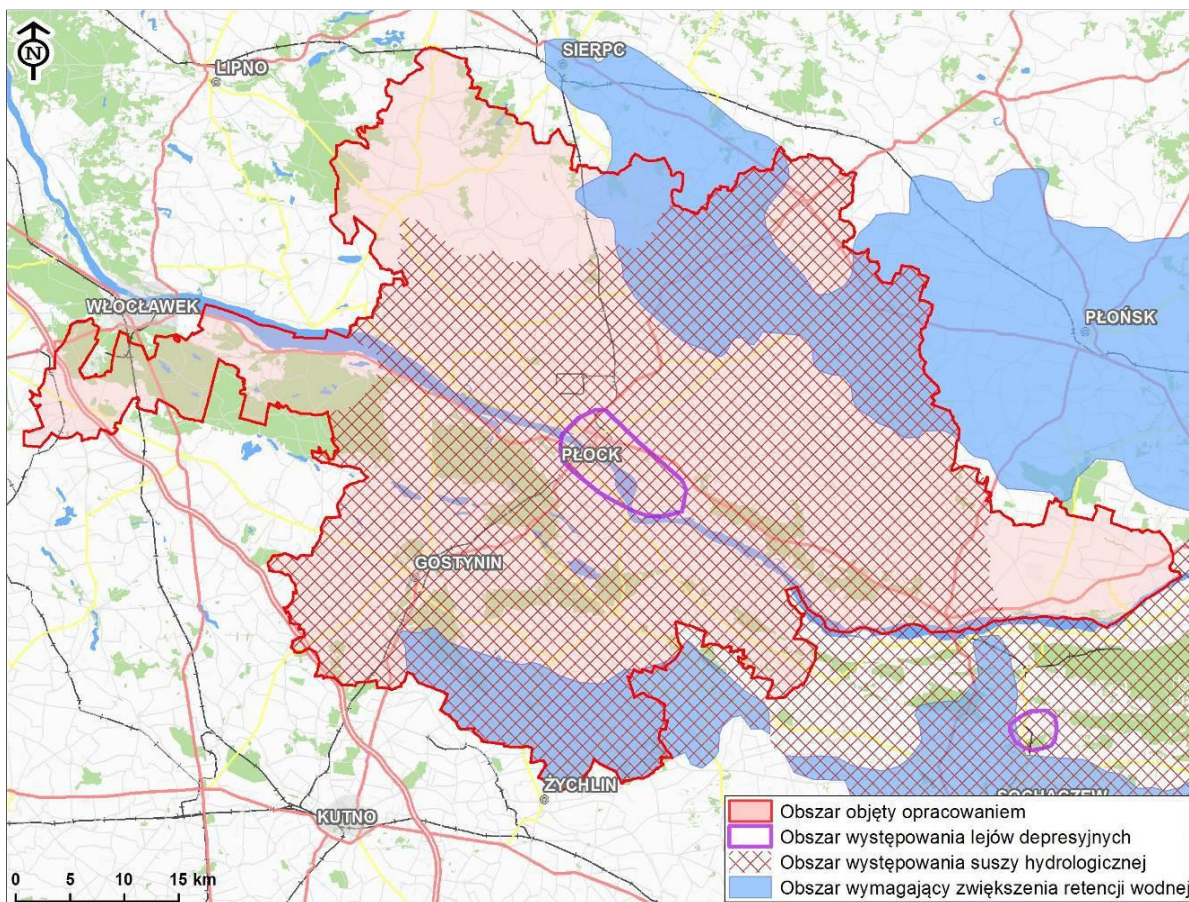 N
LIPNO
SIERPC
WŁOCŁAWEK
PŁOŃSK
PŁOCK
GOSTYNIN
ŻYCHLIN
SOCHACZEW
KUTNO
0 5 10 15 km
Obszar objęty opracowaniem
Obszar występowania lejów depresyjnych
Obszar występowania suszy hydrologicznej
Obszar wymagający zwiększenia retencji wodnej